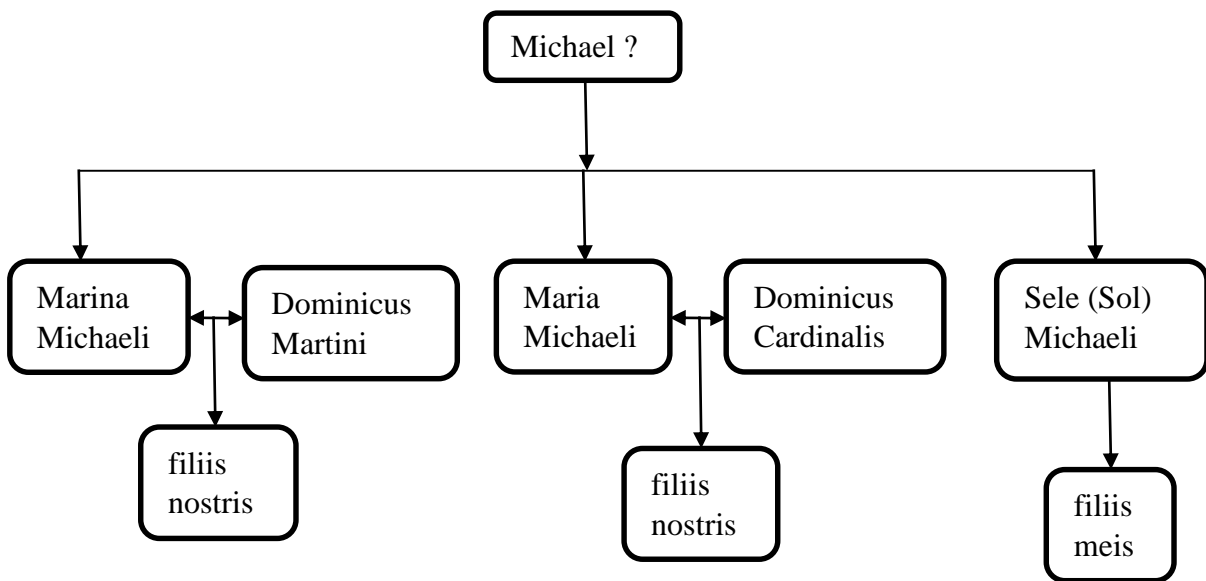 Michael ?
Marina
Michaeli
Dominicus
Martini
Maria
Michaeli
Dominicus
Cardinalis
Sele (Sol)
Michaeli
filiis
nostris
filiis
nostris
filiis
meis